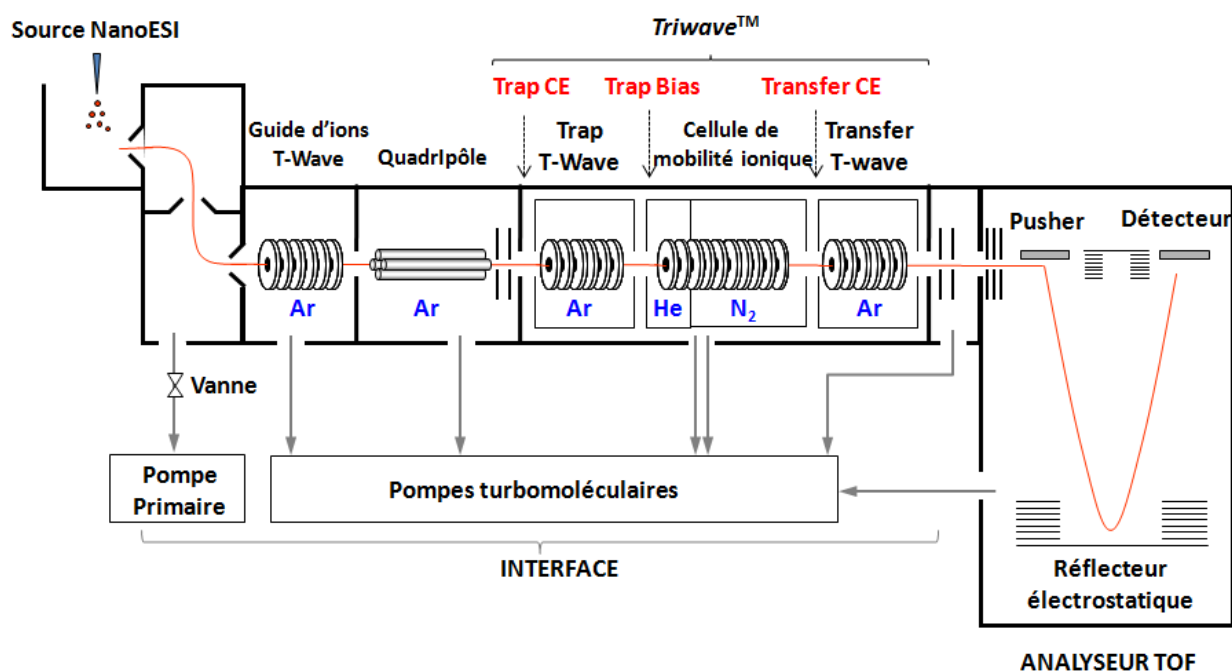 Source NanoESI
Triwave™
Trap CE
Trap Bias
Transfer CE
Guide d'ions
T-Wave
QuadrIpôle
Trap
T-Wave
Cellule de
mobilité ionique
Transfer
T-wave
Pusher
Détecteur
Ar
Ar
Ar
He
N₂
Ar
Vanne
Pompe
Primaire
Pompes turbomoléculaires
INTERFACE
Réflecteur
électrostatique
ANALYSEUR TOF